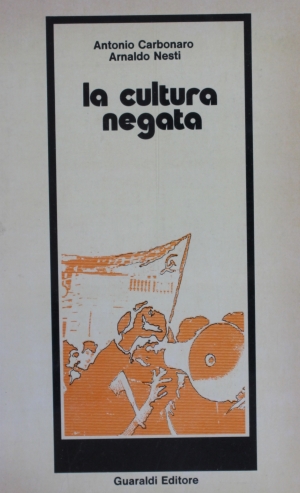 Antonio Carbonaro
Arnaldo Nesti
la cultura
negata
Guaraldi Editore